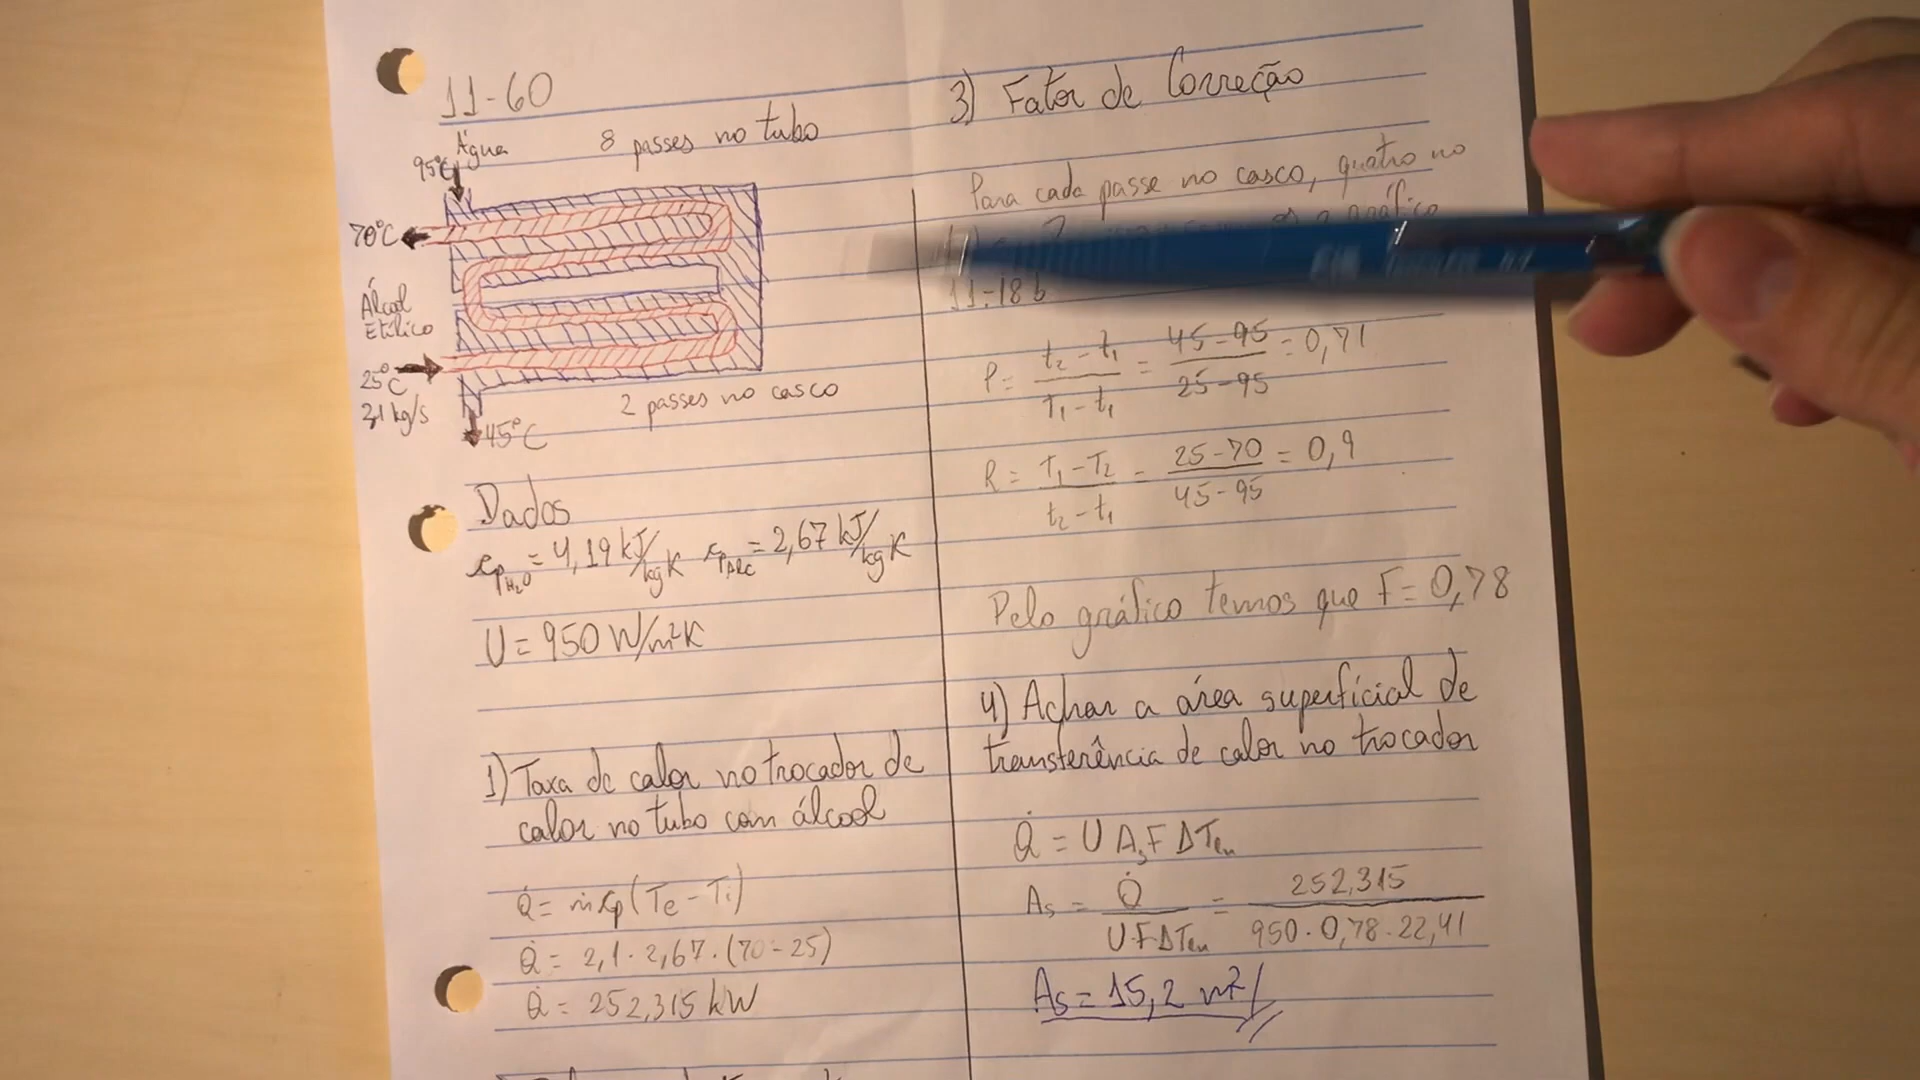 11-60
Água
95°C
8 passes no tubo
70°C
Álcool
Etílico
25°C
2,1 kg/s
45°C
2 passes no casco
Dados
cpH₂O = 4,19 kJ/kgK cpALC = 2,67 kJ/kgK
U = 950 W/m²K
1) Taxa de calor no trocador de
calor no tubo com álcool
Q̇ = ṁ cp (Te - Ti)
Q̇ = 2,1 · 2,67 · (70 - 25)
Q̇ = 252,315 kW
3) Fator de Correção
Para cada passe no casco, quatro no
gráfico
11-18 b
P = (t₂ - t₁)/(T₁ - t₁) = (45 - 95)/(25 - 95) = 0,71
R = (T₁ - T₂)/(t₂ - t₁) = (25 - 70)/(45 - 95) = 0,9
Pelo gráfico temos que F = 0,78
4) Achar a área superficial de
transferência de calor no trocador
Q̇ = U As F ΔTln
As = Q̇/(U F ΔTln) = 252,315/(950 · 0,78 · 22,41)
As = 15,2 m²//